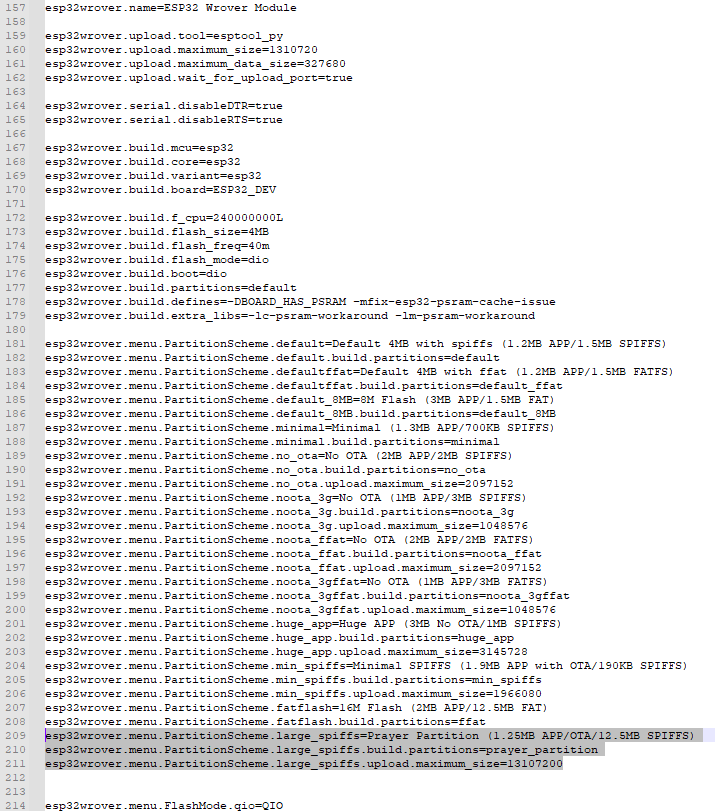 157 esp32wrover.name=ESP32 Wrover Module
158
159 esp32wrover.upload.tool=esptool_py
160 esp32wrover.upload.maximum_size=1310720
161 esp32wrover.upload.maximum_data_size=327680
162 esp32wrover.upload.wait_for_upload_port=true
163
164 esp32wrover.serial.disableDTR=true
165 esp32wrover.serial.disableRTS=true
166
167 esp32wrover.build.mcu=esp32
168 esp32wrover.build.core=esp32
169 esp32wrover.build.variant=esp32
170 esp32wrover.build.board=ESP32_DEV
171
172 esp32wrover.build.f_cpu=240000000L
173 esp32wrover.build.flash_size=4MB
174 esp32wrover.build.flash_freq=40m
175 esp32wrover.build.flash_mode=dio
176 esp32wrover.build.boot=dio
177 esp32wrover.build.partitions=default
178 esp32wrover.build.defines=-DBOARD_HAS_PSRAM -mfix-esp32-psram-cache-issue
179 esp32wrover.build.extra_libs=-lc-psram-workaround -lm-psram-workaround
180
181 esp32wrover.menu.PartitionScheme.default=Default 4MB with spiffs (1.2MB APP/1.5MB SPIFFS)
182 esp32wrover.menu.PartitionScheme.default.build.partitions=default
183 esp32wrover.menu.PartitionScheme.defaultffat=Default 4MB with ffat (1.2MB APP/1.5MB FATFS)
184 esp32wrover.menu.PartitionScheme.defaultffat.build.partitions=default_ffat
185 esp32wrover.menu.PartitionScheme.default_8MB=8M Flash (3MB APP/1.5MB FAT)
186 esp32wrover.menu.PartitionScheme.default_8MB.build.partitions=default_8MB
187 esp32wrover.menu.PartitionScheme.minimal=Minimal (1.3MB APP/700KB SPIFFS)
188 esp32wrover.menu.PartitionScheme.minimal.build.partitions=minimal
189 esp32wrover.menu.PartitionScheme.no_ota=No OTA (2MB APP/2MB SPIFFS)
190 esp32wrover.menu.PartitionScheme.no_ota.build.partitions=no_ota
191 esp32wrover.menu.PartitionScheme.no_ota.upload.maximum_size=2097152
192 esp32wrover.menu.PartitionScheme.noota_3g=No OTA (1MB APP/3MB SPIFFS)
193 esp32wrover.menu.PartitionScheme.noota_3g.build.partitions=noota_3g
194 esp32wrover.menu.PartitionScheme.noota_3g.upload.maximum_size=1048576
195 esp32wrover.menu.PartitionScheme.noota_ffat=No OTA (2MB APP/2MB FATFS)
196 esp32wrover.menu.PartitionScheme.noota_ffat.build.partitions=noota_ffat
197 esp32wrover.menu.PartitionScheme.noota_ffat.upload.maximum_size=2097152
198 esp32wrover.menu.PartitionScheme.noota_3gffat=No OTA (1MB APP/3MB FATFS)
199 esp32wrover.menu.PartitionScheme.noota_3gffat.build.partitions=noota_3gffat
200 esp32wrover.menu.PartitionScheme.noota_3gffat.upload.maximum_size=1048576
201 esp32wrover.menu.PartitionScheme.huge_app=Huge APP (3MB No OTA/1MB SPIFFS)
202 esp32wrover.menu.PartitionScheme.huge_app.build.partitions=huge_app
203 esp32wrover.menu.PartitionScheme.huge_app.upload.maximum_size=3145728
204 esp32wrover.menu.PartitionScheme.min_spiffs=Minimal SPIFFS (1.9MB APP with OTA/190KB SPIFFS)
205 esp32wrover.menu.PartitionScheme.min_spiffs.build.partitions=min_spiffs
206 esp32wrover.menu.PartitionScheme.min_spiffs.upload.maximum_size=1966080
207 esp32wrover.menu.PartitionScheme.fatflash=16M Flash (2MB APP/12.5MB FAT)
208 esp32wrover.menu.PartitionScheme.fatflash.build.partitions=ffat
209 esp32wrover.menu.PartitionScheme.large_spiffs=Prayer Partition (1.25MB APP/OTA/12.5MB SPIFFS)
210 esp32wrover.menu.PartitionScheme.large_spiffs.build.partitions=prayer_partition
211 esp32wrover.menu.PartitionScheme.large_spiffs.upload.maximum_size=13107200
212
213
214 esp32wrover.menu.FlashMode.qio=QIO